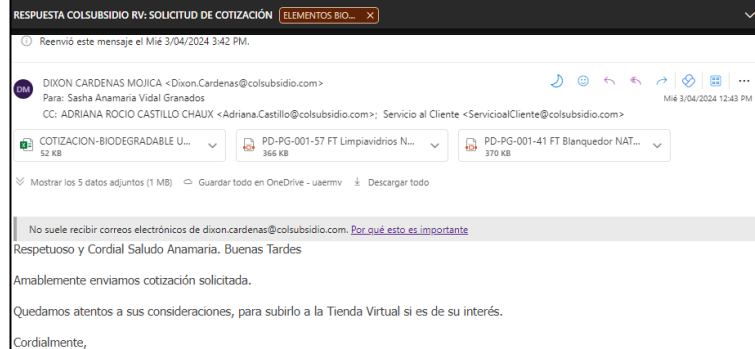 RESPUESTA COLSUBSIDIO RV: SOLICITUD DE COTIZACIÓN ELEMENTOS BIO... ×
Reenvió este mensaje el Mié 3/04/2024 3:42 PM.
DM
DIXON CARDENAS MOJICA <Dixon.Cardenas@colsubsidio.com>
Para: Sasha Anamaria Vidal Granados
CC: ADRIANA ROCIO CASTILLO CHAUX <Adriana.Castillo@colsubsidio.com>; Servicio al Cliente <ServicioalCliente@colsubsidio.com>
Mié 3/04/2024 12:43 PM
COTIZACION-BIODEGRADABLE U...
52 KB
PD-PG-001-57 FT Limpiavidrios N...
366 KB
PD-PG-001-41 FT Blanquedor NAT...
370 KB
Mostrar los 5 datos adjuntos (1 MB) Guardar todo en OneDrive - uaermv Descargar todo
No suele recibir correos electrónicos de dixon.cardenas@colsubsidio.com. Por qué esto es importante
Respetuoso y Cordial Saludo Anamaria. Buenas Tardes
Amablemente enviamos cotización solicitada.
Quedamos atentos a sus consideraciones, para subirlo a la Tienda Virtual si es de su interés.
Cordialmente,